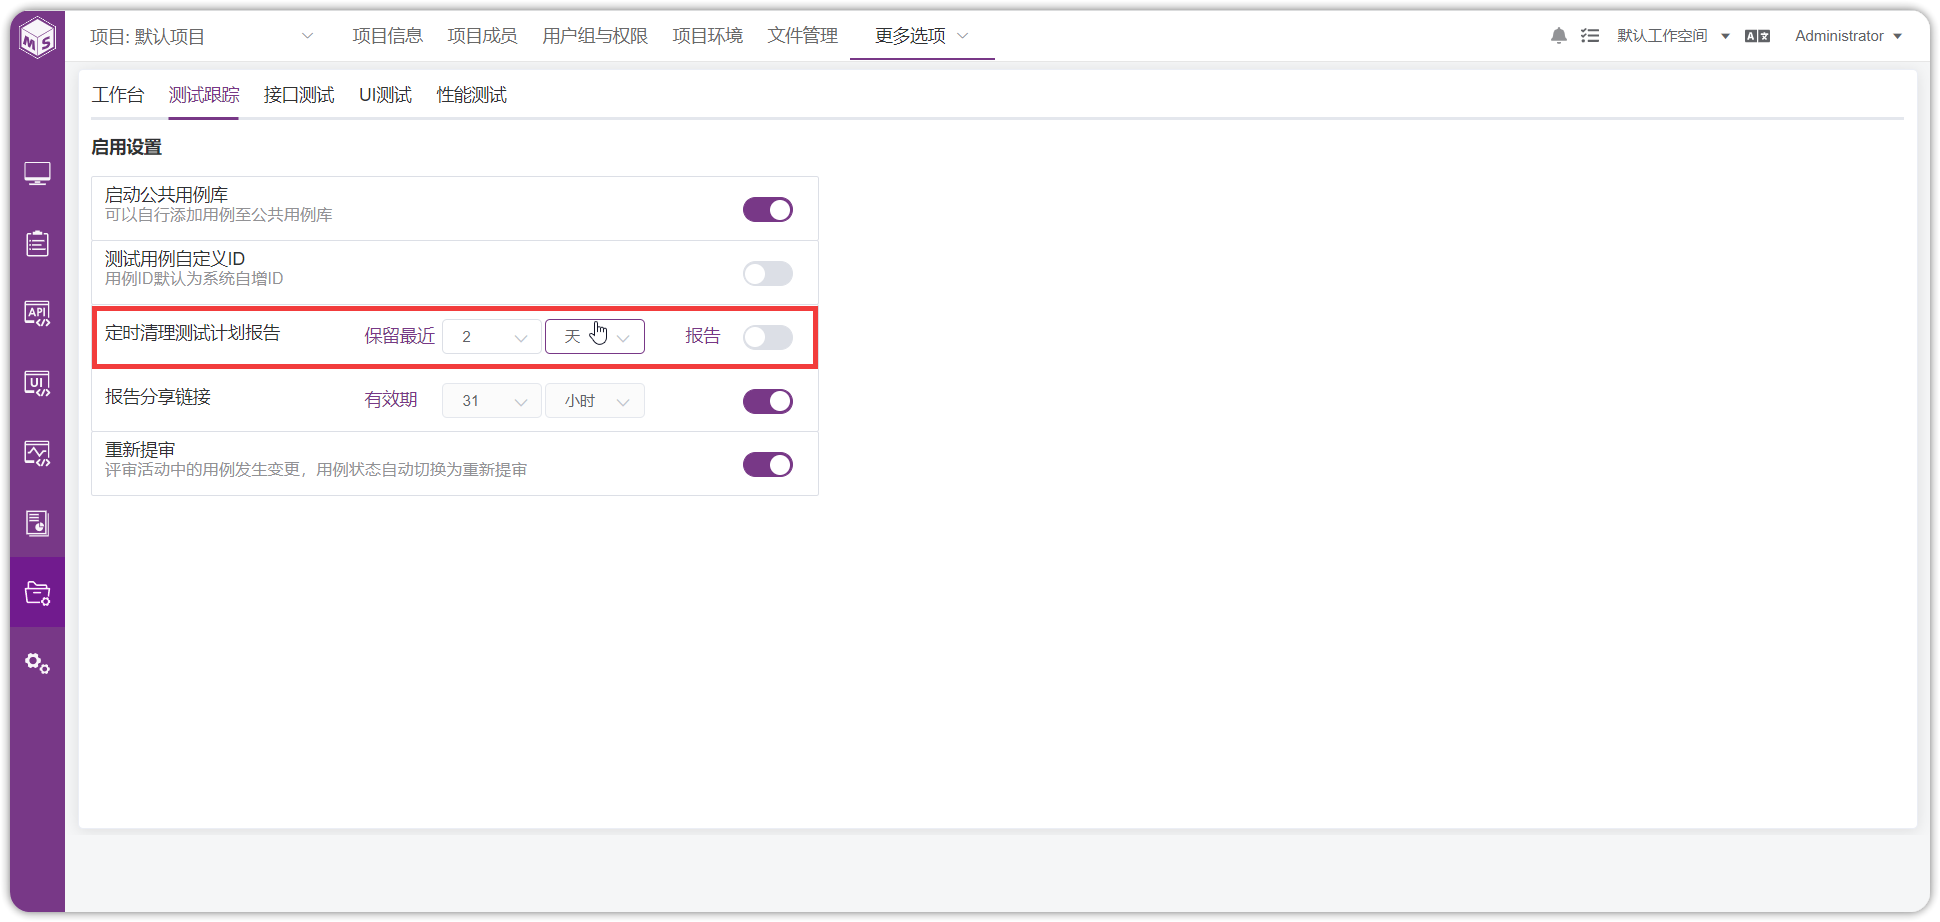 MS
项目: 默认项目
项目信息
项目成员
用户组与权限
项目环境
文件管理
更多选项
默认工作空间
Administrator
工作台
测试跟踪
接口测试
UI测试
性能测试
启用设置
启动公共用例库
可以自行添加用例至公共用例库
测试用例自定义ID
用例ID默认为系统自增ID
定时清理测试计划报告 保留最近 2 天 报告
报告分享链接 有效期 31 小时
重新提审
评审活动中的用例发生变更，用例状态自动切换为重新提审
API
UI